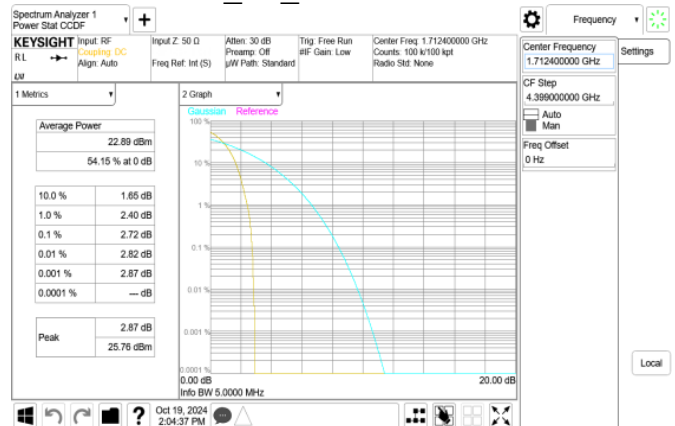 Spectrum Analyzer 1
Power Stat CCDF
Frequency
KEYSIGHT
Input: RF
Coupling: DC
Align: Auto
R L
Input Z: 50 Ω
Freq Ref: Int (S)
Atten: 30 dB
Preamp: Off
µW Path: Standard
Trig: Free Run
#IF Gain: Low
Center Freq: 1.712400000 GHz
Counts: 100 k/100 kpt
Radio Std: None
Center Frequency
1.712400000 GHz
Settings
CF Step
4.399000000 GHz
Auto
Man
Freq Offset
0 Hz
1 Metrics
Average Power
22.89 dBm
54.15 % at 0 dB
10.0 % 1.65 dB
1.0 % 2.40 dB
0.1 % 2.72 dB
0.01 % 2.82 dB
0.001 % 2.87 dB
0.0001 % --- dB
Peak 2.87 dB
25.76 dBm
2 Graph
Gaussian Reference
100 %
10 %
1 %
0.1 %
0.01 %
0.001 %
0.0001 %
0.00 dB 20.00 dB
Info BW 5.0000 MHz
Local
Oct 19, 2024
2:04:37 PM